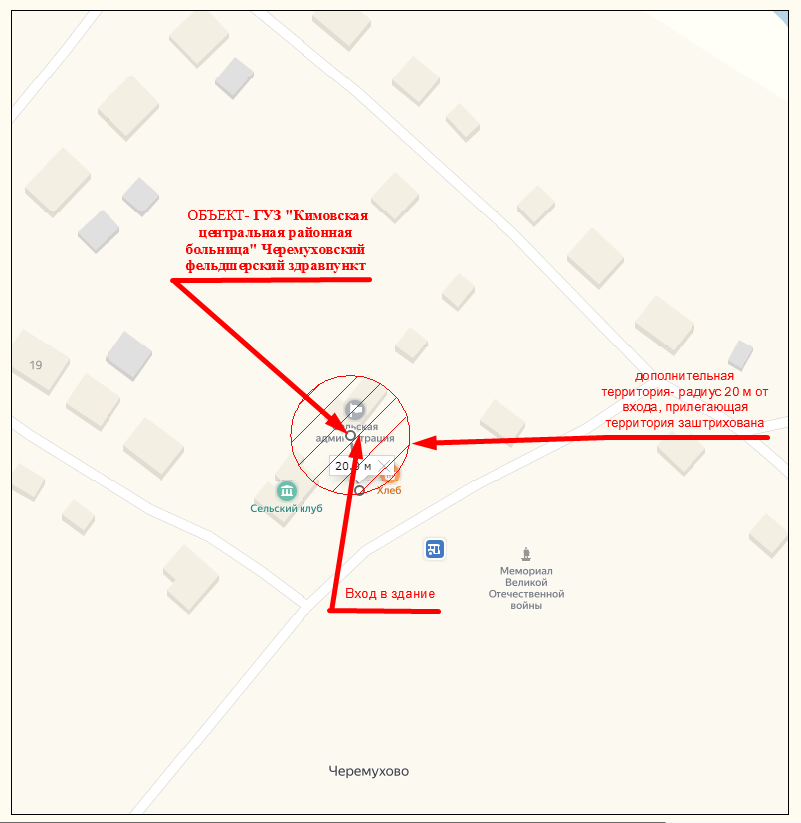 ОБЪЕКТ- ГУЗ "Кимовская
центральная районная
больница" Черемуховский
фельдшерский здравпункт
19
дополнительная
территория- радиус 20 м от
входа, прилегающая
территория заштрихована
20. м
Хлеб
Сельский клуб
Мемориал
Великой
Отечественной
войны
Вход в здание
Черемухово